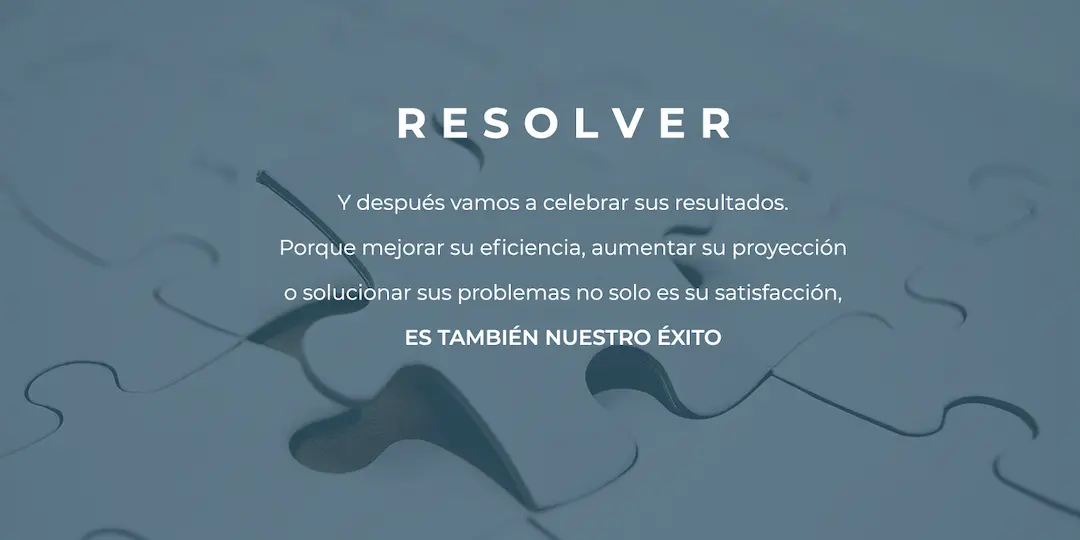 RESOLVER
Y después vamos a celebrar sus resultados.
Porque mejorar su eficiencia, aumentar su proyección
o solucionar sus problemas no solo es su satisfacción,
ES TAMBIÉN NUESTRO ÉXITO